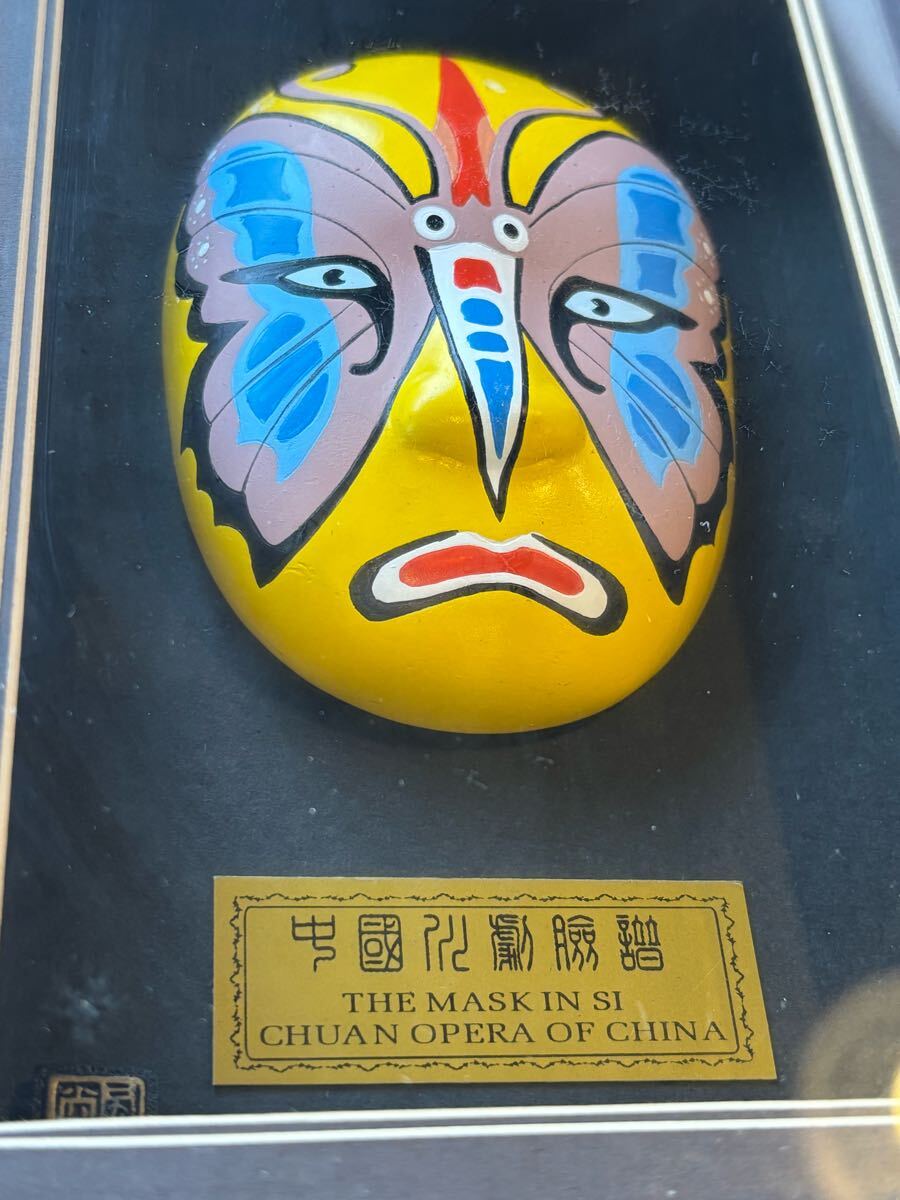 中國川劇臉譜
THE MASK IN SI
CHUAN OPERA OF CHINA